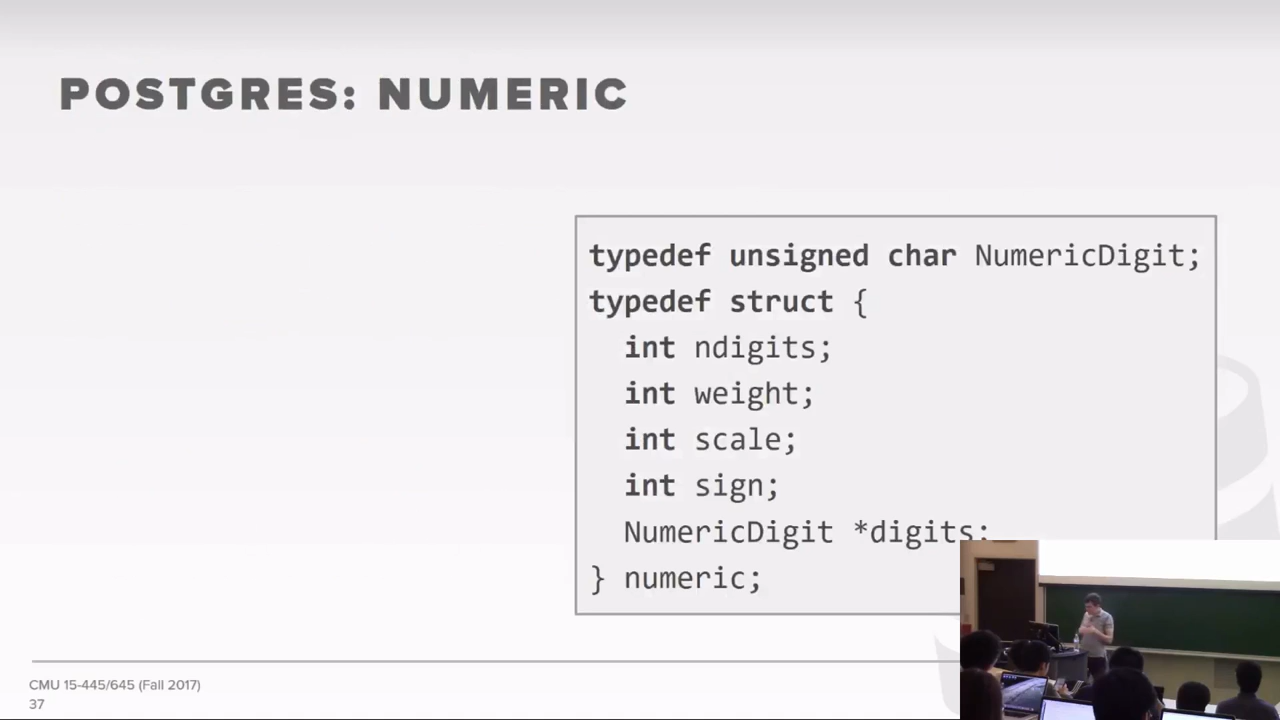 POSTGRES: NUMERIC
typedef unsigned char NumericDigit;
typedef struct {
int ndigits;
int weight;
int scale;
int sign;
NumericDigit *digits;
} numeric;
CMU 15-445/645 (Fall 2017)
37